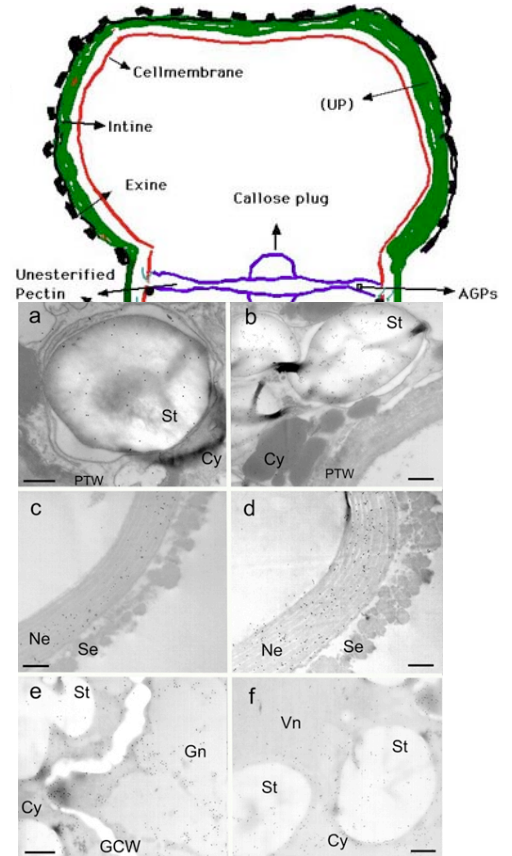 Cellmembrane
(UP)
Intine
Exine
Callose plug
Unesterified
Pectin
AGPs
a
St
Cy
PTW
b
St
Cy
PTW
c
Ne
Se
d
Ne
Se
e
St
Gn
Cy
GCW
f
Vn
St
St
Cy